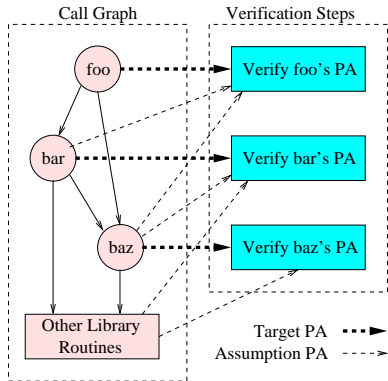 Call Graph
Verification Steps
foo
Verify foo's PA
bar
Verify bar's PA
baz
Verify baz's PA
Other Library
Routines
Target PA
Assumption PA